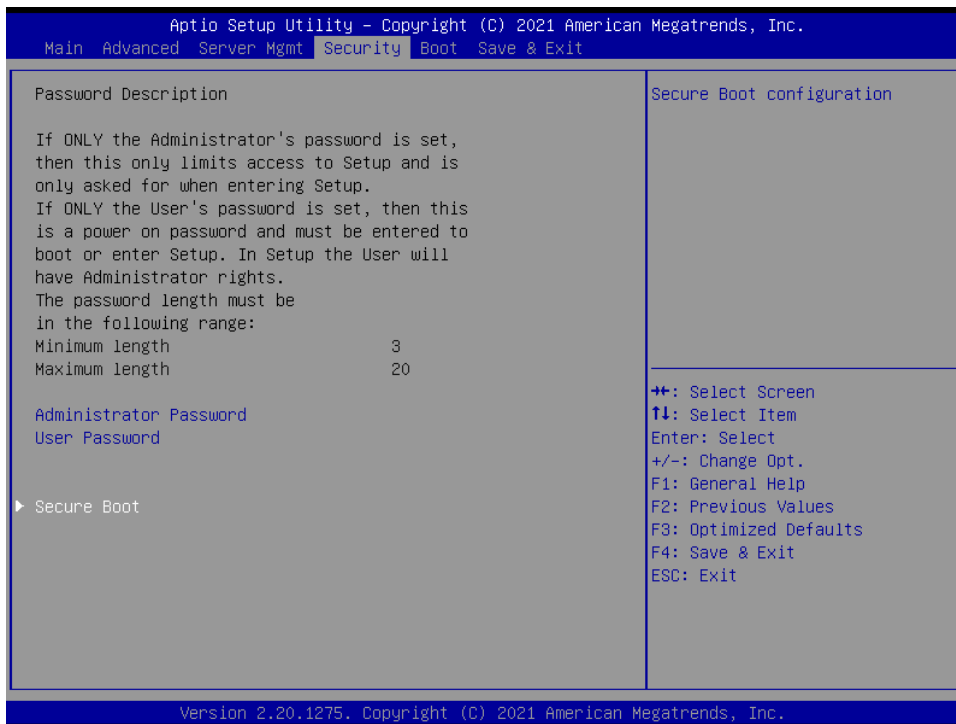 Aptio Setup Utility – Copyright (C) 2021 American Megatrends, Inc.
Main Advanced Server Mgmt Security Boot Save & Exit
Password Description
If ONLY the Administrator's password is set,
then this only limits access to Setup and is
only asked for when entering Setup.
If ONLY the User's password is set, then this
is a power on password and must be entered to
boot or enter Setup. In Setup the User will
have Administrator rights.
The password length must be
in the following range:
Minimum length 3
Maximum length 20
Administrator Password
User Password
Secure Boot
Secure Boot configuration
→←: Select Screen
↑↓: Select Item
Enter: Select
+/-: Change Opt.
F1: General Help
F2: Previous Values
F3: Optimized Defaults
F4: Save & Exit
ESC: Exit
Version 2.20.1275. Copyright (C) 2021 American Megatrends, Inc.